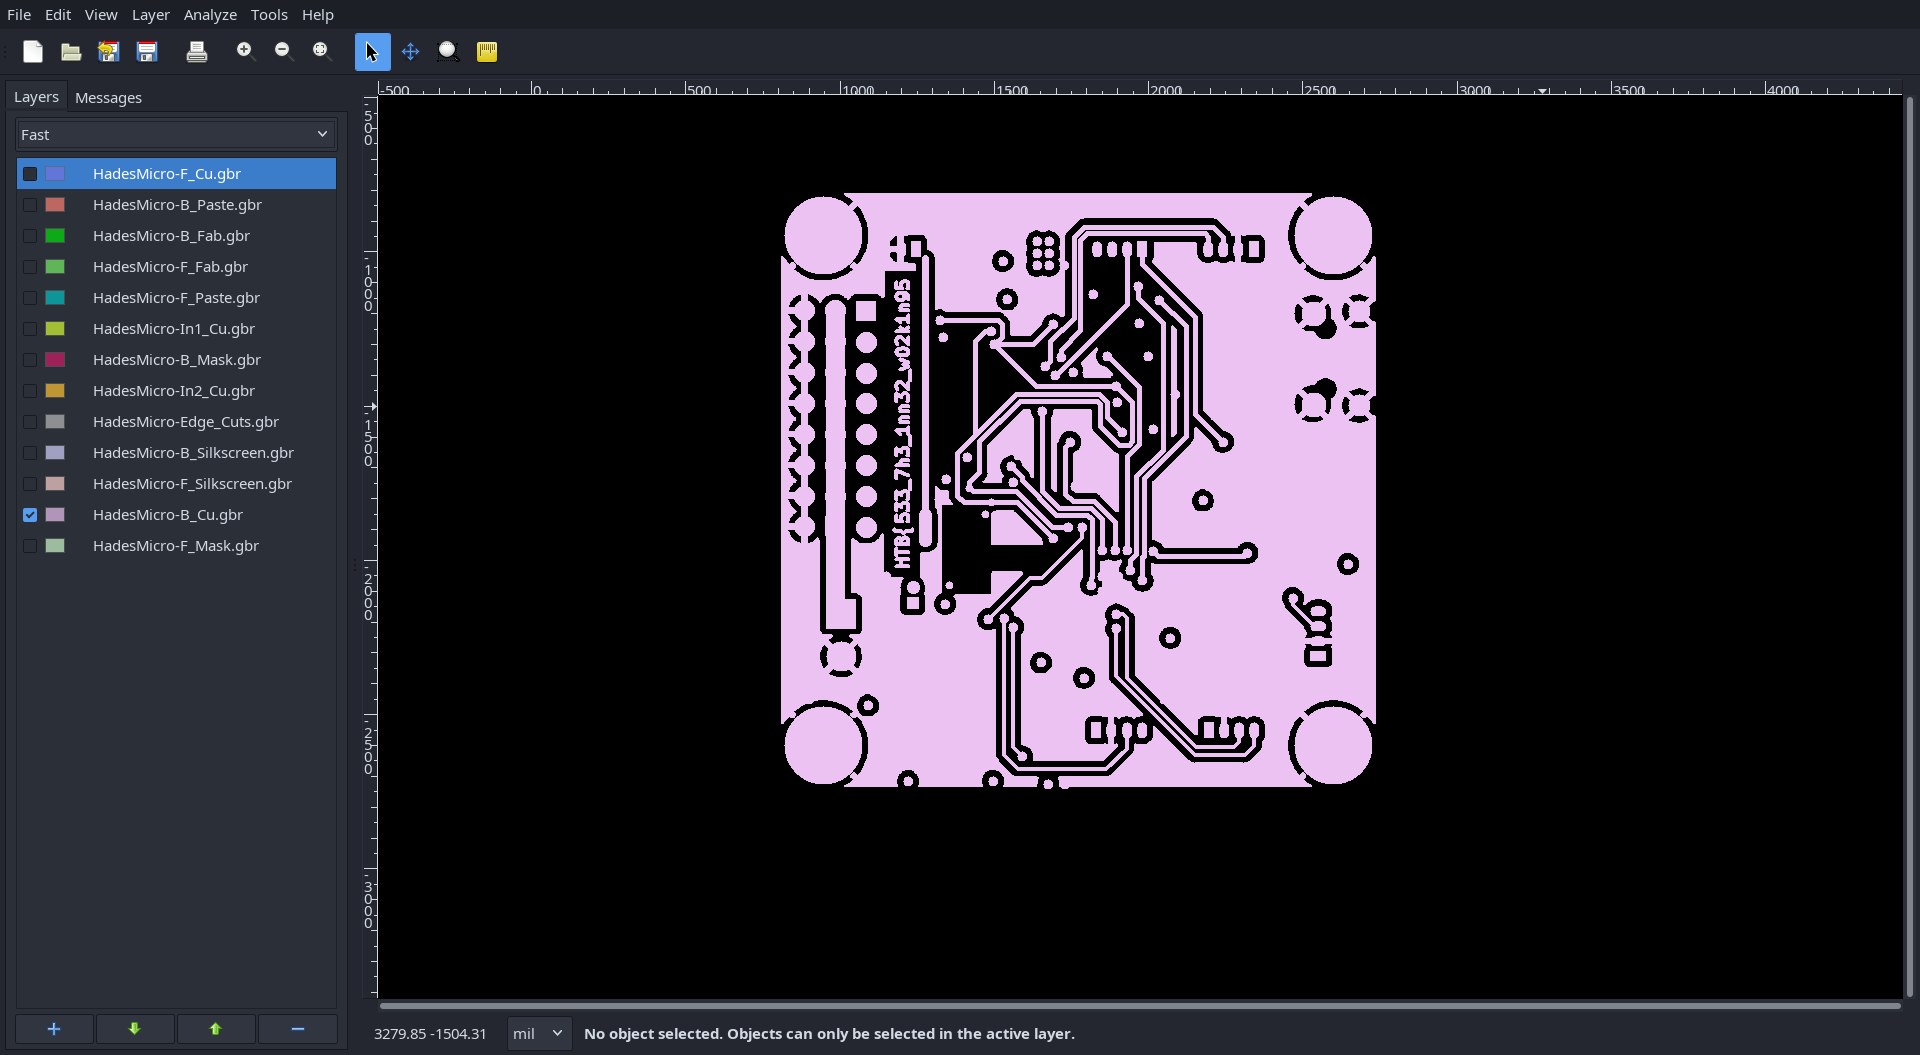 File Edit View Layer Analyze Tools Help
Layers Messages
Fast
HadesMicro-F_Cu.gbr
HadesMicro-B_Paste.gbr
HadesMicro-B_Fab.gbr
HadesMicro-F_Fab.gbr
HadesMicro-F_Paste.gbr
HadesMicro-In1_Cu.gbr
HadesMicro-B_Mask.gbr
HadesMicro-In2_Cu.gbr
HadesMicro-Edge_Cuts.gbr
HadesMicro-B_Silkscreen.gbr
HadesMicro-F_Silkscreen.gbr
HadesMicro-B_Cu.gbr
HadesMicro-F_Mask.gbr
-500 0 500 1000 1500 2000 2500 3000 3500 4000
-500
-1000
-1500
-2000
-2500
-3000
HTB{533_7h3_1nn32_w02k1n95
3279.85 -1504.31 mil No object selected. Objects can only be selected in the active layer.